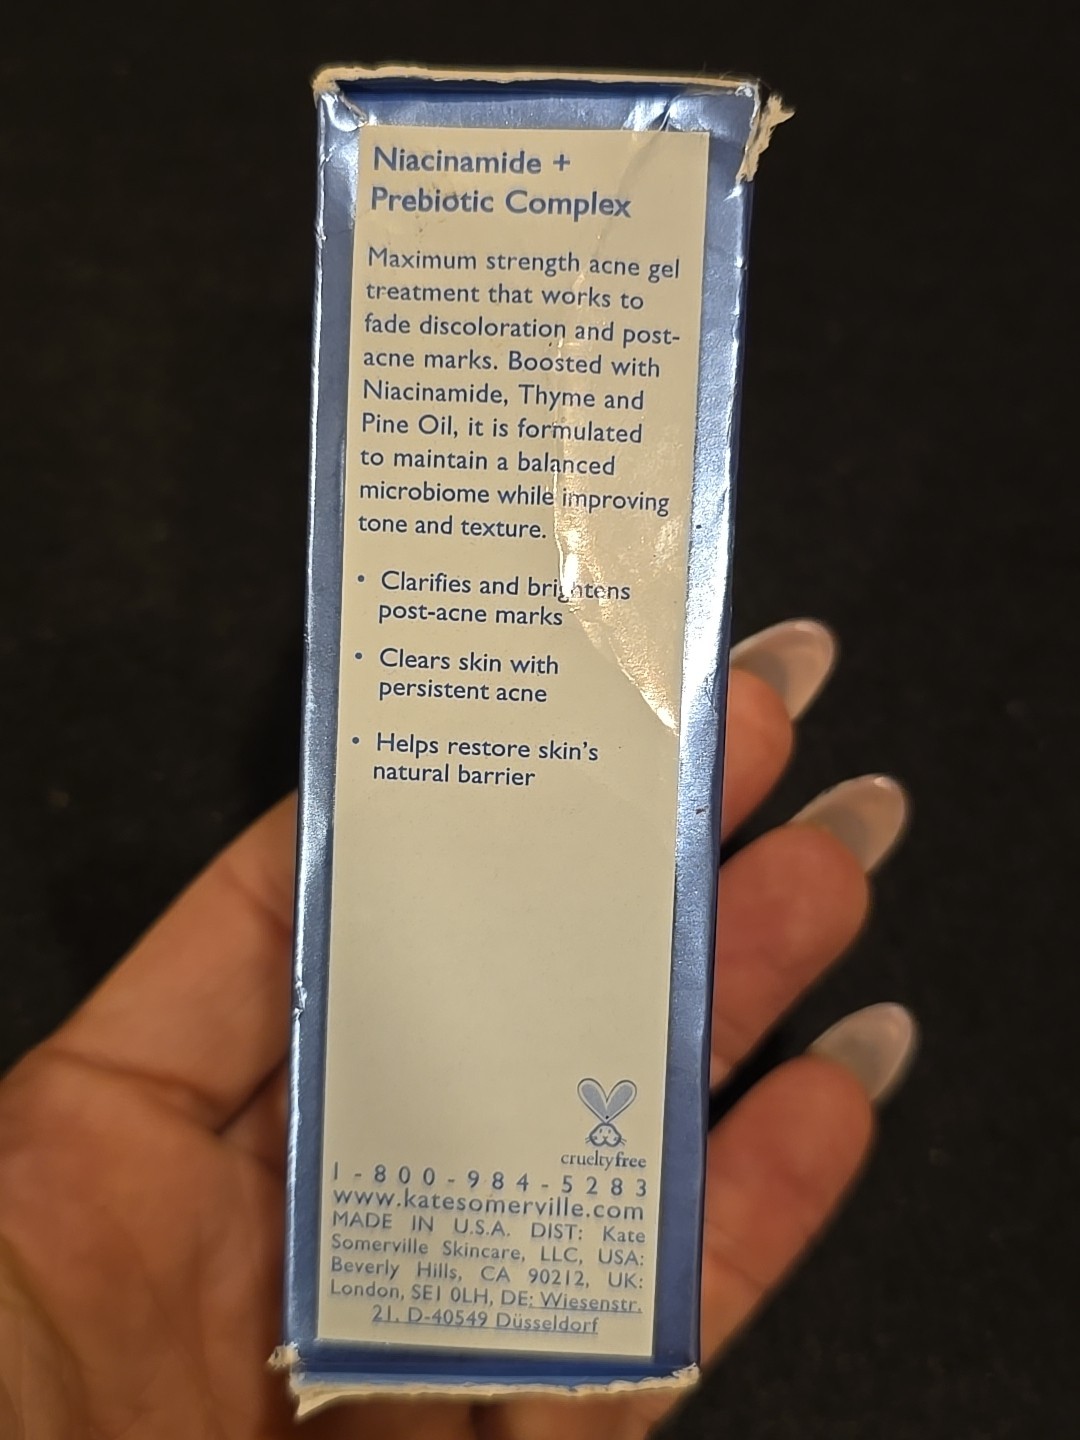 Niacinamide +
Prebiotic Complex
Maximum strength acne gel
treatment that works to
fade discoloration and post-
acne marks. Boosted with
Niacinamide, Thyme and
Pine Oil, it is formulated
to maintain a balanced
microbiome while improving
tone and texture.
• Clarifies and brightens
post-acne marks
• Clears skin with
persistent acne
• Helps restore skin's
natural barrier
crueltyfree
1-800-984-5283
www.katesomerville.com
MADE IN U.S.A. DIST: Kate
Somerville Skincare, LLC, USA:
Beverly Hills, CA 90212, UK:
London, SE1 0LH, DE: Wiesenstr.
21. D-40549 Düsseldorf